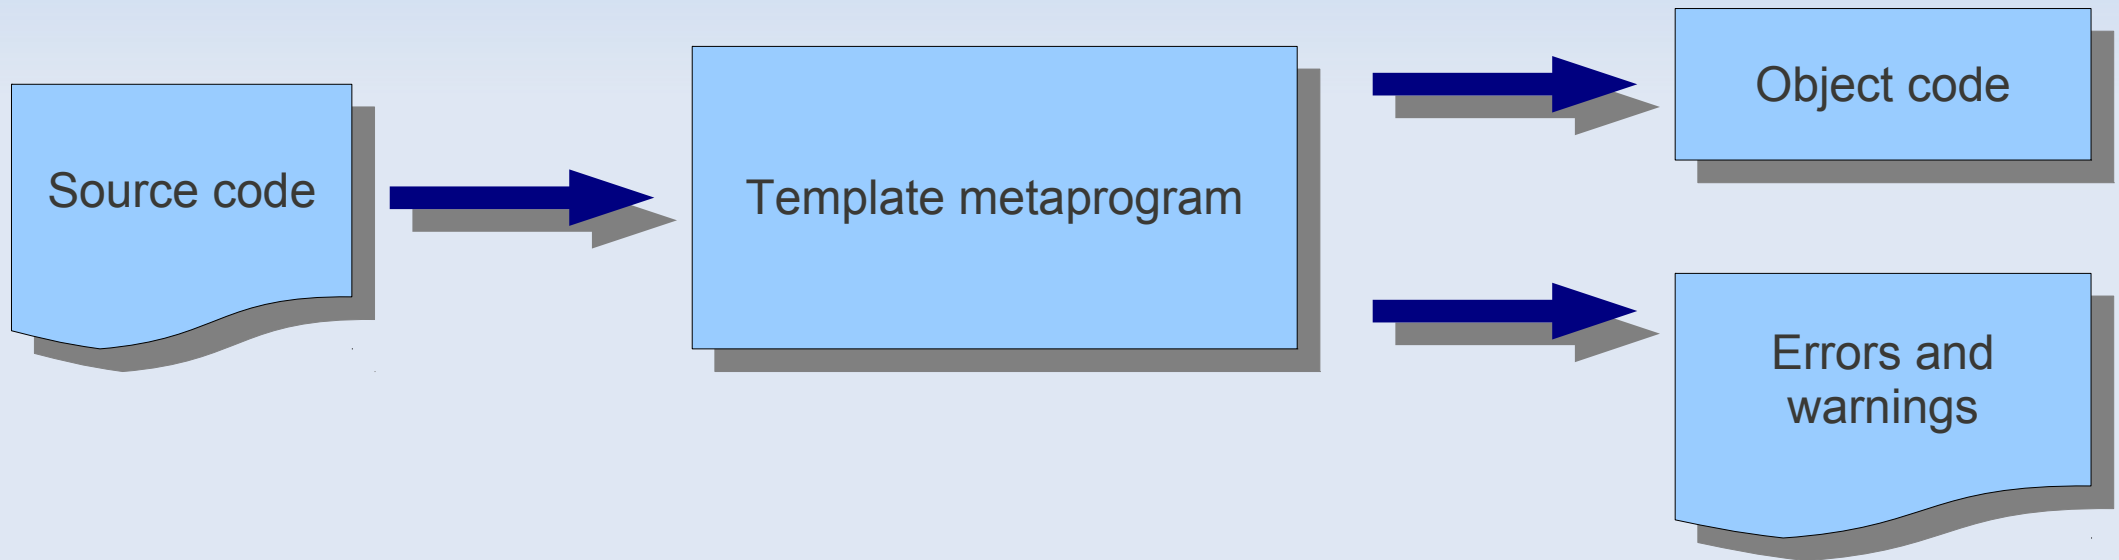 Source code
Template metaprogram
Object code
Errors and
warnings